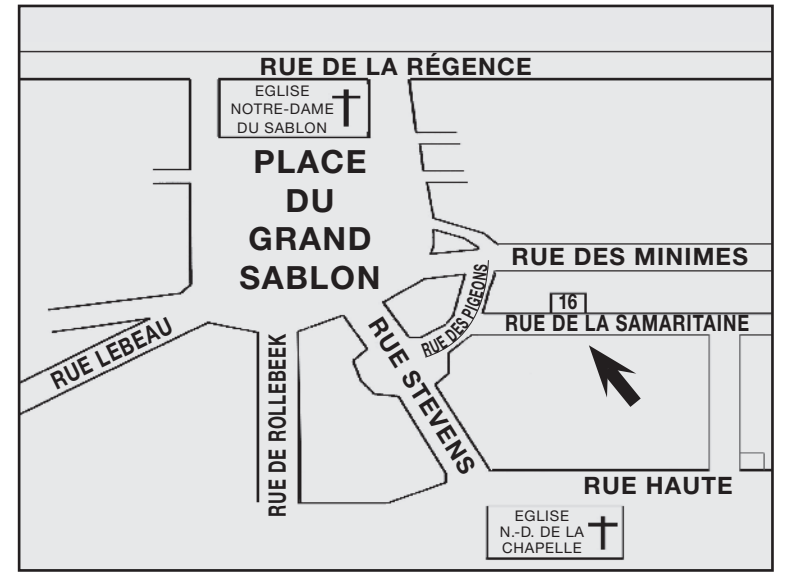 RUE DE LA RÉGENCE
EGLISE
NOTRE-DAME
DU SABLON
PLACE
DU
GRAND
SABLON
RUE DES MINIMES
RUE DES PIGEONS
16
RUE DE LA SAMARITAINE
RUE LEBEAU
RUE DE ROLLEBEEK
RUE STEVENS
RUE HAUTE
EGLISE
N.-D. DE LA
CHAPELLE